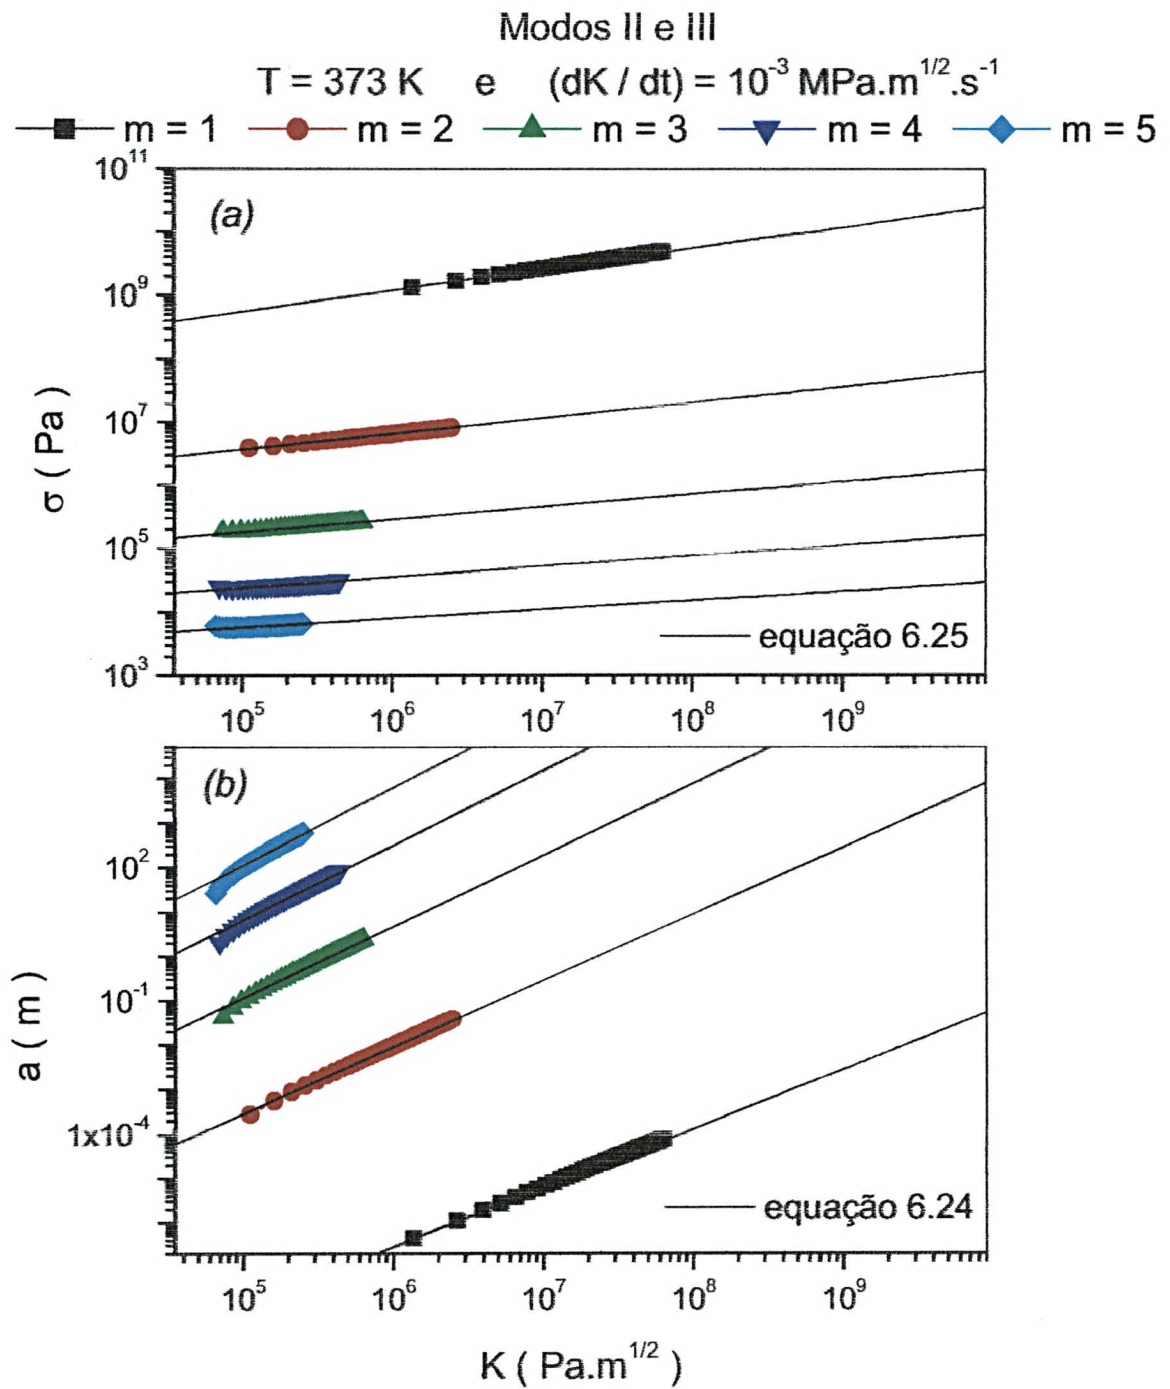 Modos II e III
T = 373 K e (dK / dt) = 10⁻³ MPa.m¹/².s⁻¹
m = 1 m = 2 m = 3 m = 4 m = 5
(a)
10¹¹
10⁹
10⁷
10⁵
10³
σ ( Pa )
equação 6.25
10⁵ 10⁶ 10⁷ 10⁸ 10⁹
(b)
10²
10⁻¹
1x10⁻⁴
a ( m )
equação 6.24
10⁵ 10⁶ 10⁷ 10⁸ 10⁹
K ( Pa.m¹/² )